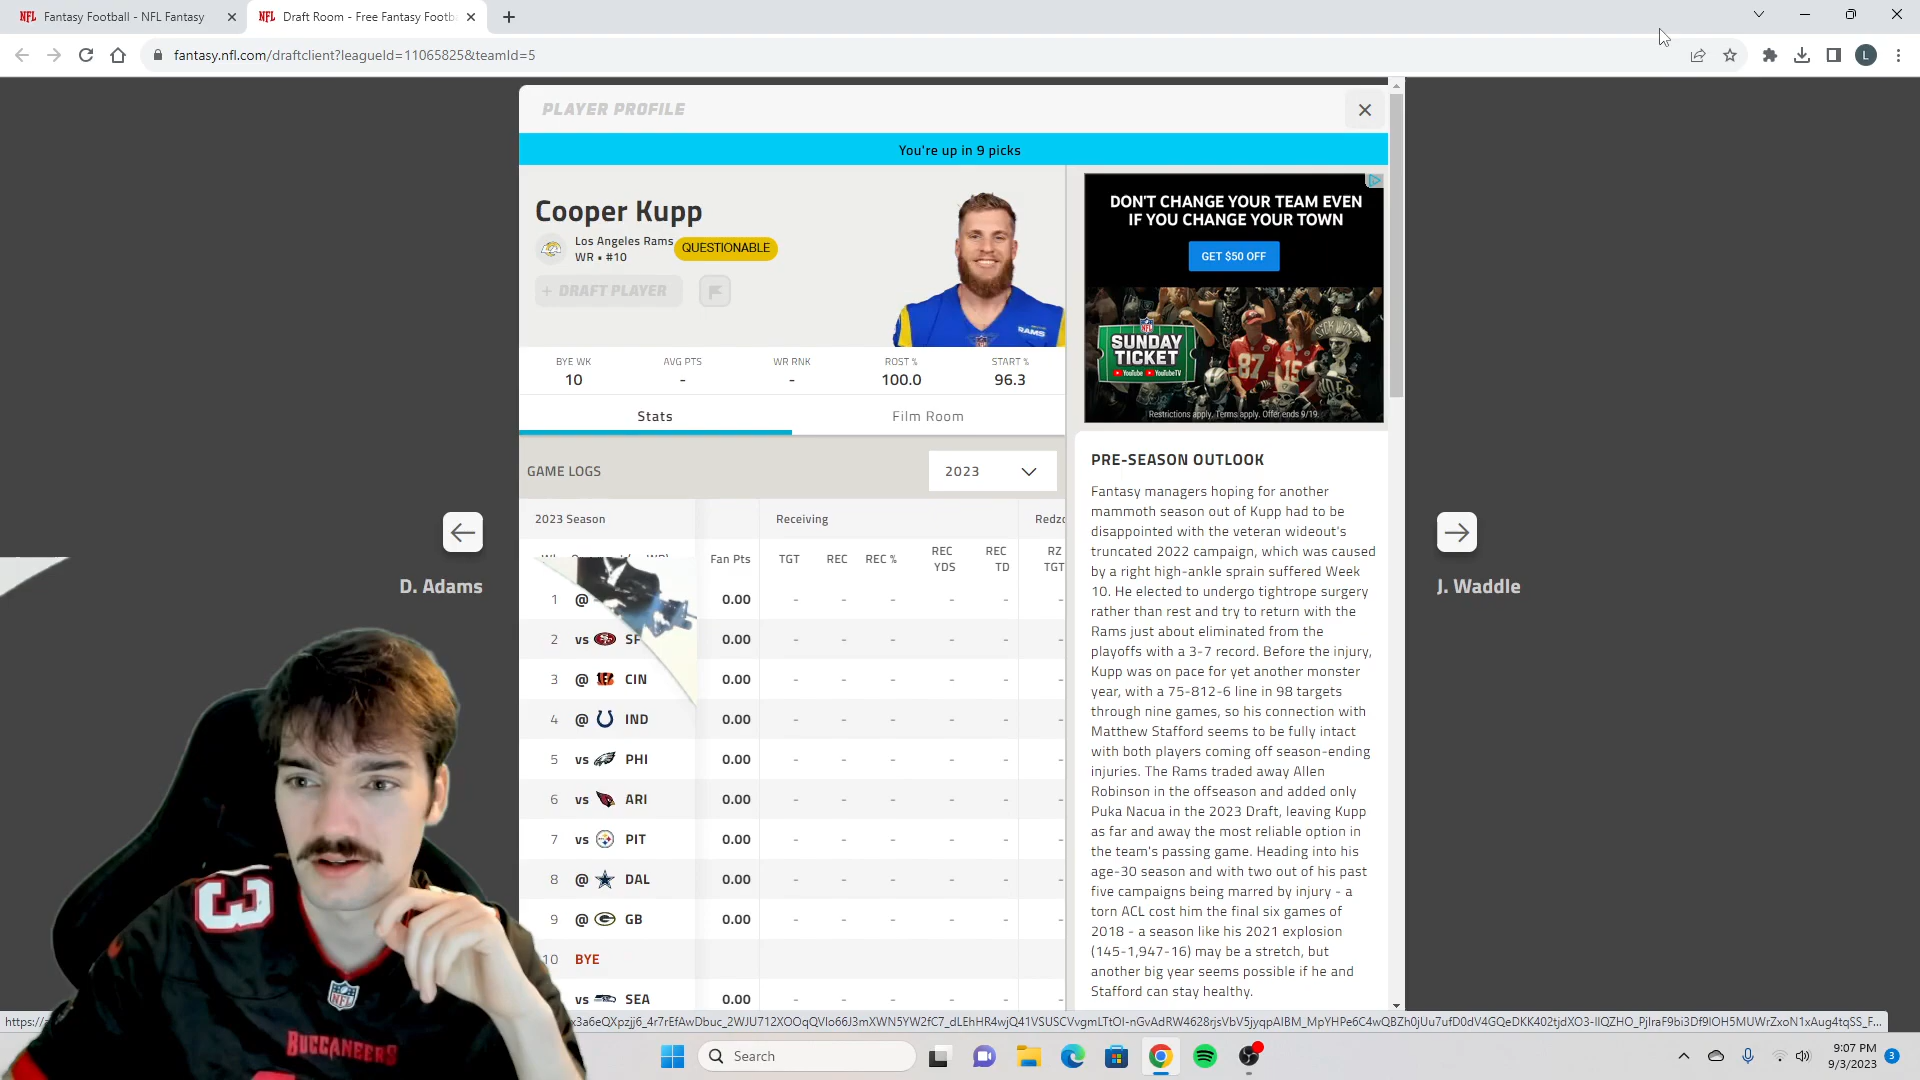 Fantasy Football - NFL Fantasy
Draft Room - Free Fantasy Footb
fantasy.nfl.com/draftclient?leagueId=11065825&teamId=5
L
PLAYER PROFILE
You're up in 9 picks
Cooper Kupp
Los Angeles Rams
WR • #10
QUESTIONABLE
+ DRAFT PLAYER
RAMS
BYE WK AVG PTS WR RNK ROST % START %
10 - - 100.0 96.3
Stats Film Room
GAME LOGS 2023
2023 Season Receiving Redzo
Fan Pts TGT REC REC % REC YDS REC TD RZ TGT
1 @ 0.00 - - - - - -
2 vs SF 0.00 - - - - - -
3 @ CIN 0.00 - - - - - -
4 @ IND 0.00 - - - - - -
5 vs PHI 0.00 - - - - - -
6 vs ARI 0.00 - - - - - -
7 vs PIT 0.00 - - - - - -
8 @ DAL 0.00 - - - - - -
9 @ GB 0.00 - - - - - -
10 BYE
vs SEA 0.00 - - - - - -
DON'T CHANGE YOUR TEAM EVEN
IF YOU CHANGE YOUR TOWN
GET $50 OFF
NFL
SUNDAY
TICKET
YouTube YouTubeTV
87 15
Restrictions apply. Terms apply. Offer ends 9/19.
PRE-SEASON OUTLOOK
Fantasy managers hoping for another
mammoth season out of Kupp had to be
disappointed with the veteran wideout's
truncated 2022 campaign, which was caused
by a right high-ankle sprain suffered Week
10. He elected to undergo tightrope surgery
rather than rest and try to return with the
Rams just about eliminated from the
playoffs with a 3-7 record. Before the injury,
Kupp was on pace for yet another monster
year, with a 75-812-6 line in 98 targets
through nine games, so his connection with
Matthew Stafford seems to be fully intact
with both players coming off season-ending
injuries. The Rams traded away Allen
Robinson in the offseason and added only
Puka Nacua in the 2023 Draft, leaving Kupp
as far and away the most reliable option in
the team's passing game. Heading into his
age-30 season and with two out of his past
five campaigns being marred by injury - a
torn ACL cost him the final six games of
2018 - a season like his 2021 explosion
(145-1,947-16) may be a stretch, but
another big year seems possible if he and
Stafford can stay healthy.
D. Adams
J. Waddle
3
NFL
BUCCANEERS
https://
Search
9:07 PM
9/3/2023
3